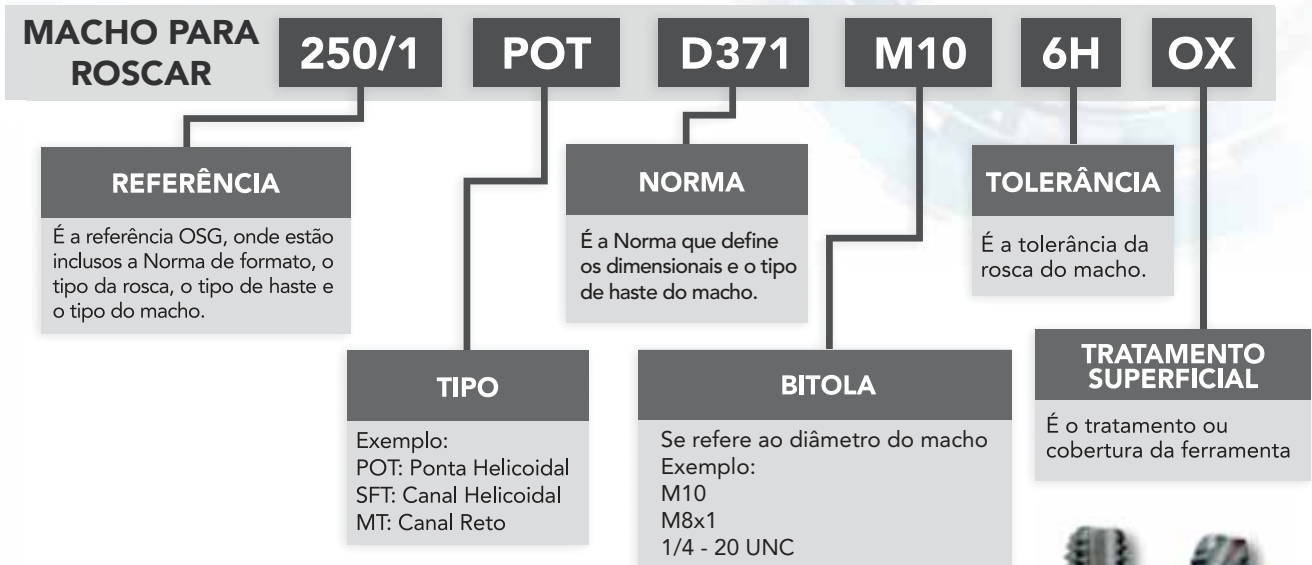 MACHO PARA
ROSCAR
250/1
POT
D371
M10
6H
OX
REFERÊNCIA
É a referência OSG, onde estão
inclusos a Norma de formato, o
tipo da rosca, o tipo de haste e
o tipo do macho.
NORMA
É a Norma que define
os dimensionais e o tipo
de haste do macho.
TOLERÂNCIA
É a tolerância da
rosca do macho.
TIPO
Exemplo:
POT: Ponta Helicoidal
SFT: Canal Helicoidal
MT: Canal Reto
BITOLA
Se refere ao diâmetro do macho
Exemplo:
M10
M8x1
1/4 - 20 UNC
TRATAMENTO
SUPERFICIAL
É o tratamento ou
cobertura da ferramenta